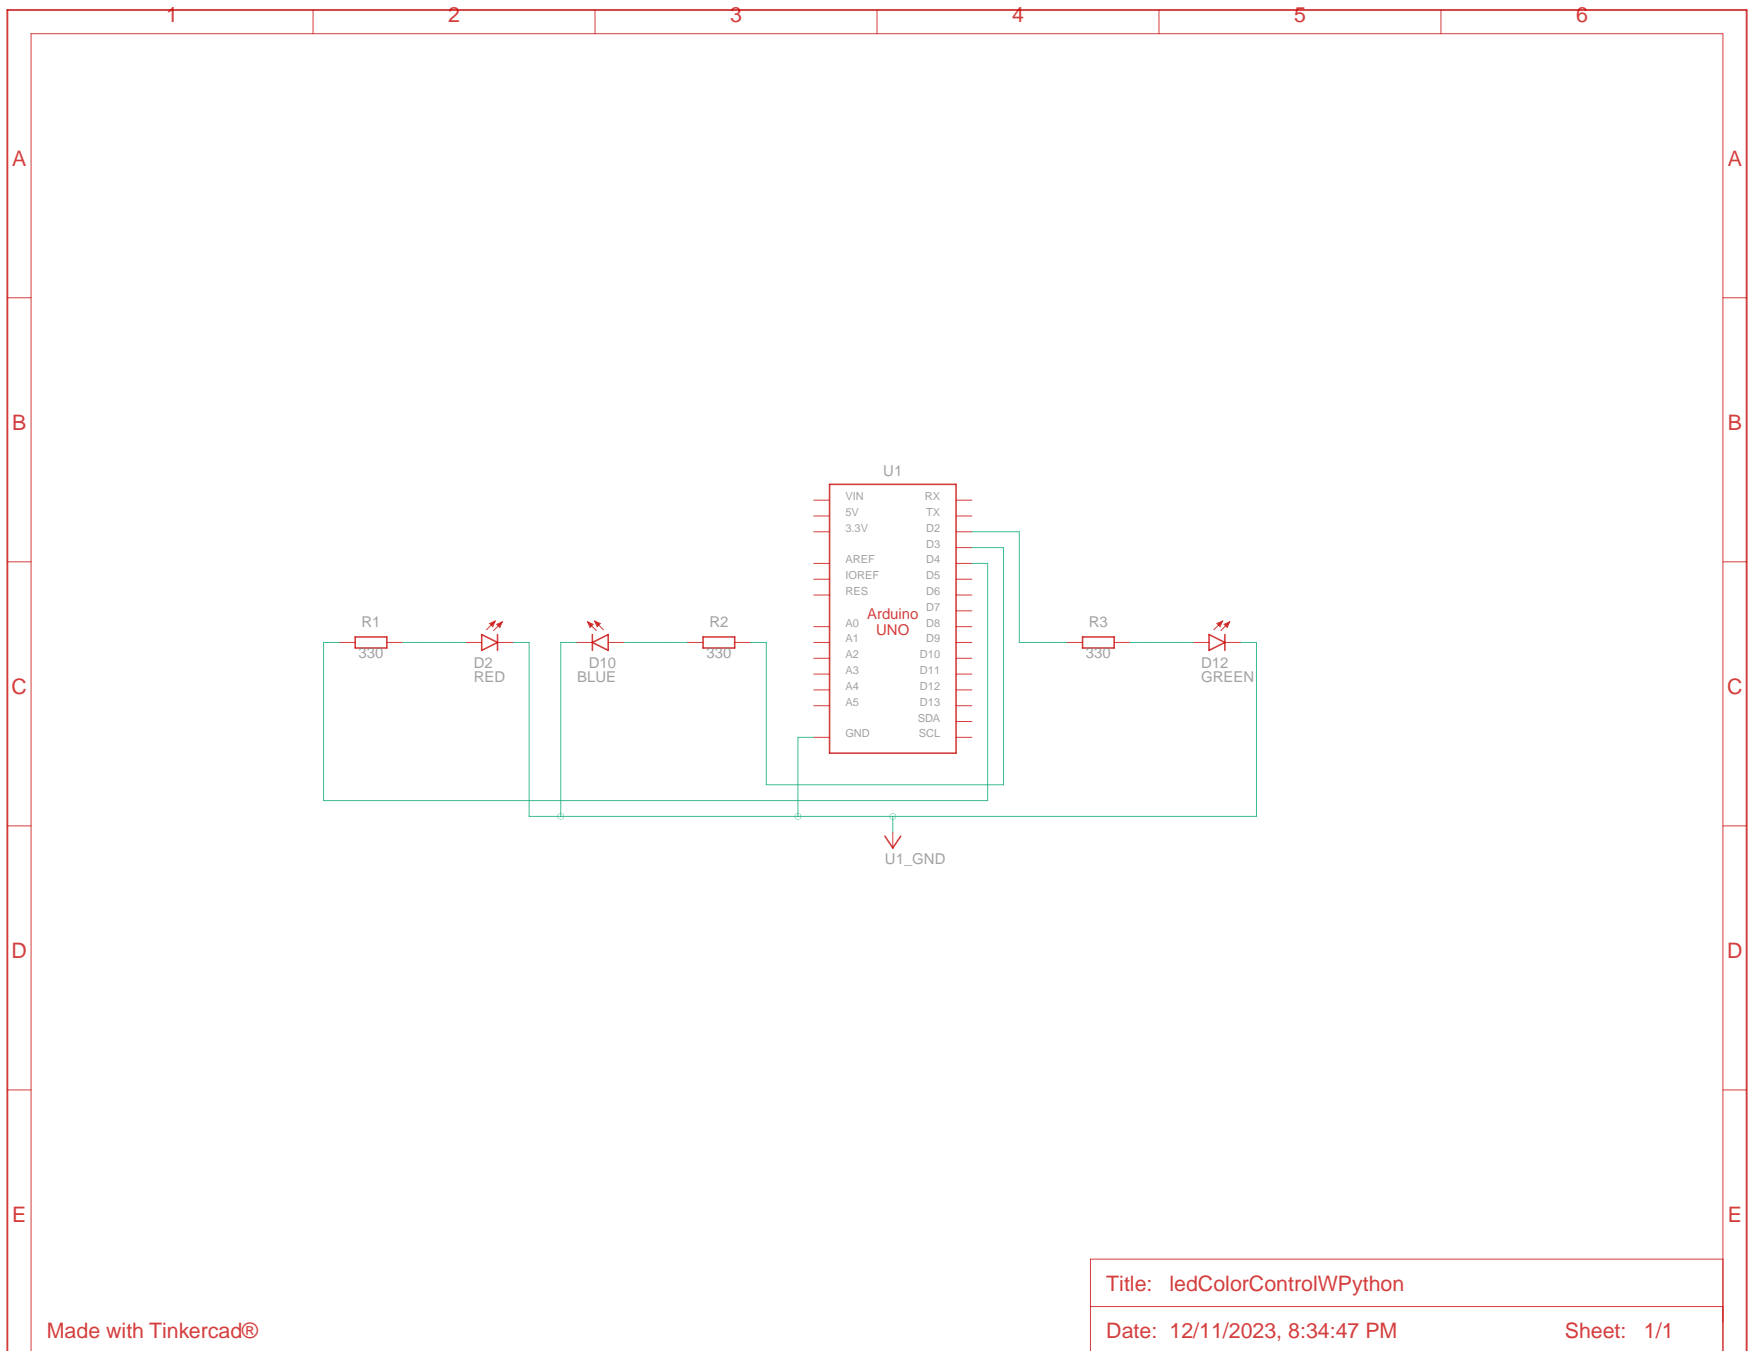 1 2 3 4 5 6
A A
B B
U1
VIN RX
5V TX
3.3V D2
D3
AREF D4
IOREF D5
RES D6
D7
Arduino
UNO
A0 D8
A1 D9
A2 D10
A3 D11
A4 D12
A5 D13
SDA
GND SCL
R1 R2 R3
330 330 330
D2 D10 D12
RED BLUE GREEN
C C
U1_GND
D D
E E
Title: ledColorControlWPython
Made with Tinkercad® Date: 12/11/2023, 8:34:47 PM Sheet: 1/1